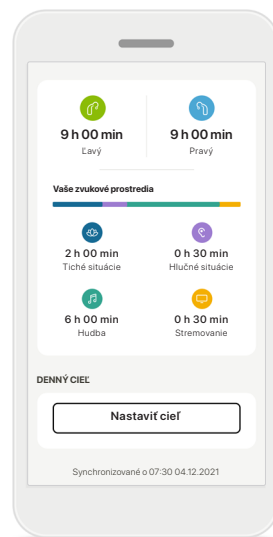 9 h 00 min 9 h 00 min
Ľavý Pravý
Vaše zvukové prostredia
2 h 00 min 0 h 30 min
Tiché situácie Hlučné situácie
6 h 00 min 0 h 30 min
Hudba Stremovanie
DENNÝ CIEĽ
Nastaviť cieľ
Synchronizované o 07:30 04.12.2021